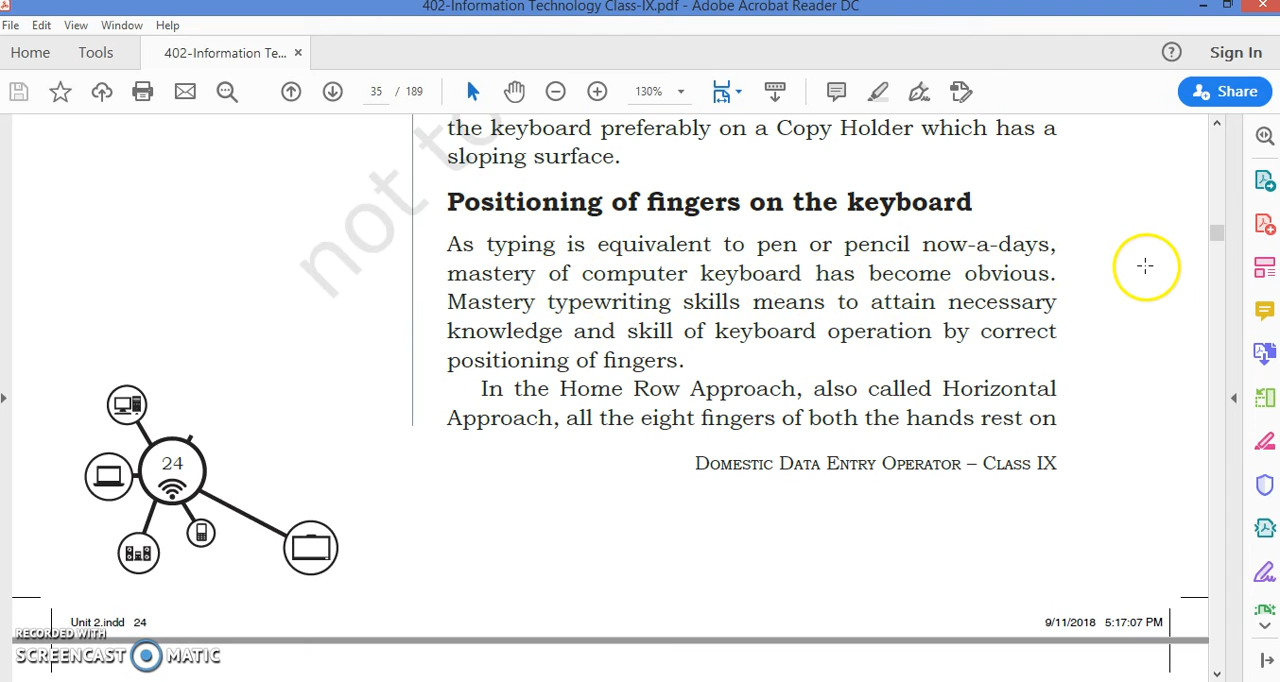 402-Information Technology Class-IX.pdf - Adobe Acrobat Reader DC
File Edit View Window Help
Home Tools 402-Information Te... × Sign In
35 / 189 130% Share
the keyboard preferably on a Copy Holder which has a
sloping surface.
Positioning of fingers on the keyboard
As typing is equivalent to pen or pencil now-a-days,
mastery of computer keyboard has become obvious.
Mastery typewriting skills means to attain necessary
knowledge and skill of keyboard operation by correct
positioning of fingers.
In the Home Row Approach, also called Horizontal
Approach, all the eight fingers of both the hands rest on
24
Domestic Data Entry Operator – Class IX
not to
Unit 2.indd 24 9/11/2018 5:17:07 PM
RECORDED WITH
SCREENCAST MATIC